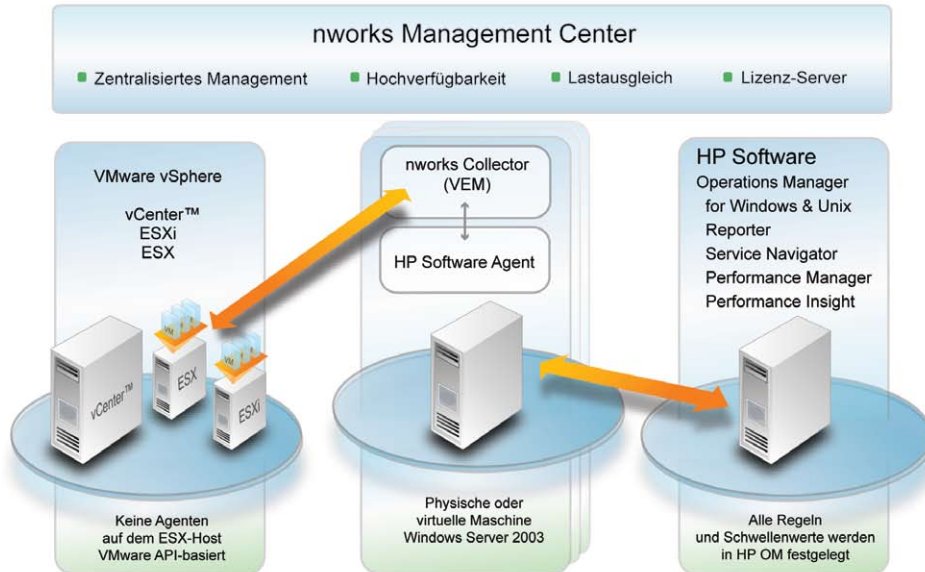 nworks Management Center
Zentralisiertes Management
Hochverfügbarkeit
Lastausgleich
Lizenz-Server
VMware vSphere
vCenter™
ESXi
ESX
VM
VM
vCenter™
ESX
ESXi
Keine Agenten
auf dem ESX-Host
VMware API-basiert
nworks Collector
(VEM)
HP Software Agent
Physische oder
virtuelle Maschine
Windows Server 2003
HP Software
Operations Manager
for Windows & Unix
Reporter
Service Navigator
Performance Manager
Performance Insight
Alle Regeln
und Schwellenwerte werden
in HP OM festgelegt